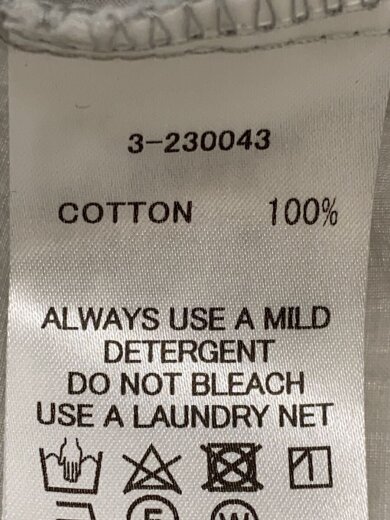 3-230043
COTTON 100%
ALWAYS USE A MILD
DETERGENT
DO NOT BLEACH
USE A LAUNDRY NET